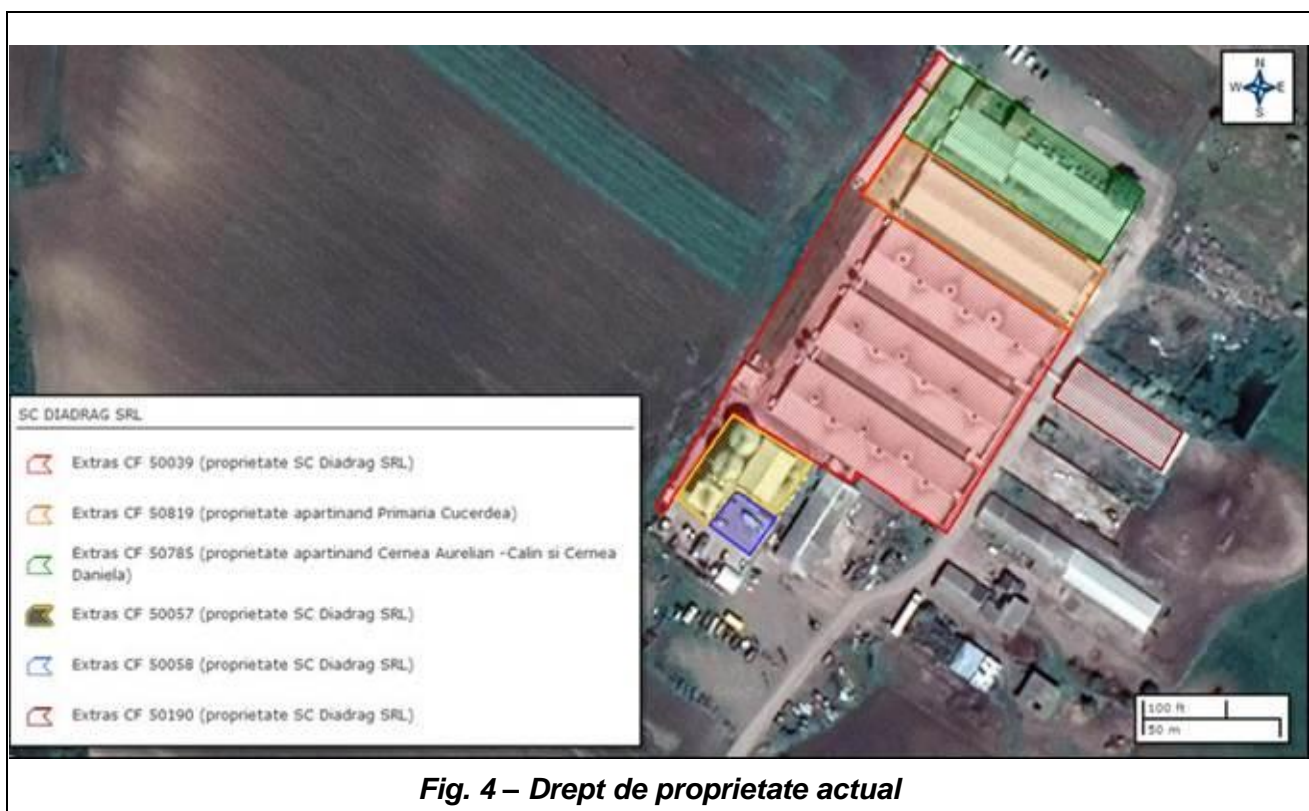 N
W E
S
SC DIADRAG SRL
Extras CF 50039 (proprietate SC Diadrag SRL)
Extras CF 50819 (proprietate apartinand Primaria Cucerdea)
Extras CF 50785 (proprietate apartinand Cernea Aurelian -Calin si Cernea
Daniela)
Extras CF 50057 (proprietate SC Diadrag SRL)
Extras CF 50058 (proprietate SC Diadrag SRL)
Extras CF 50190 (proprietate SC Diadrag SRL)
100 ft
50 m
Fig. 4 – Drept de proprietate actual